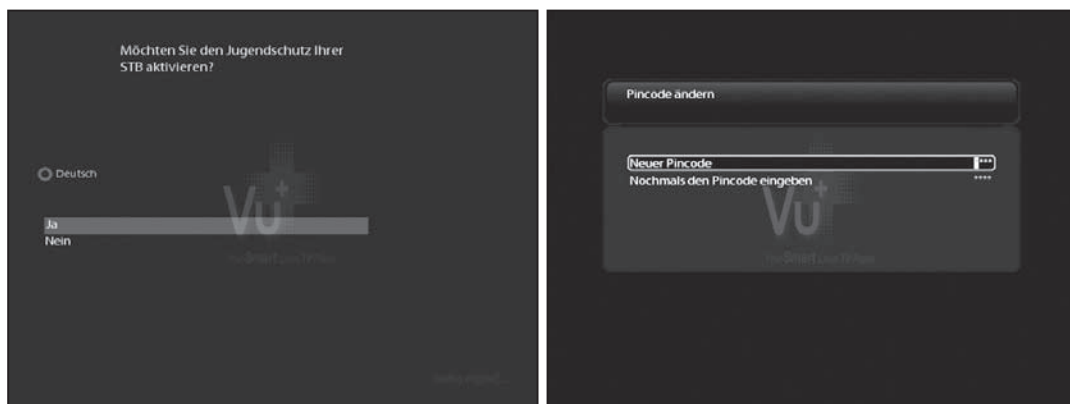 Möchten Sie den Jugendschutz Ihrer
STB aktivieren?
Deutsch
Ja
Nein
Vu+
Pincode ändern
Neuer Pincode ***
Nochmals den Pincode eingeben ****
Vu+